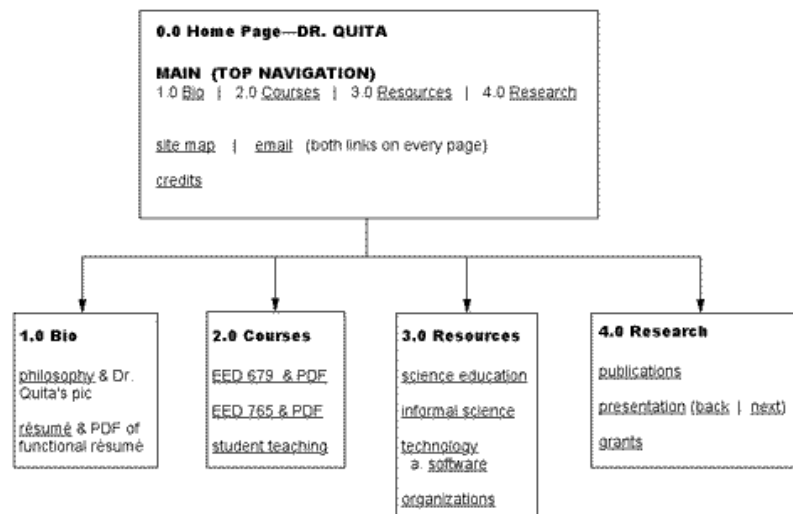 0.0 Home Page—DR. QUITA
MAIN (TOP NAVIGATION)
1.0 Bio | 2.0 Courses | 3.0 Resources | 4.0 Research
site map | email (both links on every page)
credits
1.0 Bio
philosophy & Dr.
Quita's pic
résumé & PDF of
functional résumé
2.0 Courses
EED 679 & PDF
EED 765 & PDF
student teaching
3.0 Resources
science education
informal science
technology
a. software
organizations
4.0 Research
publications
presentation (back | next)
grants